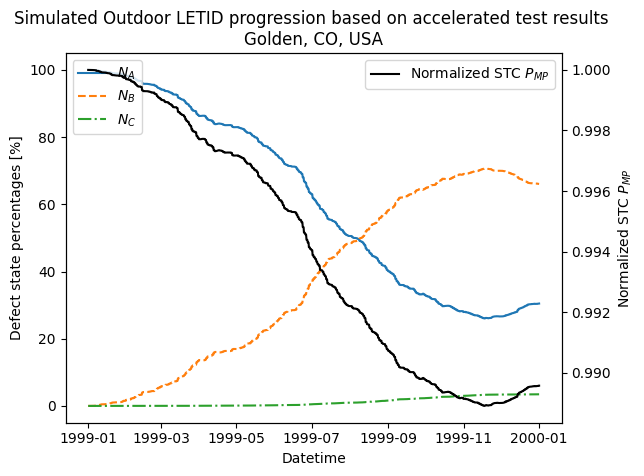 Simulated Outdoor LETID progression based on accelerated test results
Golden, CO, USA
N_A
N_B
N_C
Normalized STC P_MP
Defect state percentages [%]
100
80
60
40
20
0
1.000
0.998
0.996
0.994
0.992
0.990
Normalized STC P_MP
1999-01 1999-03 1999-05 1999-07 1999-09 1999-11 2000-01
Datetime